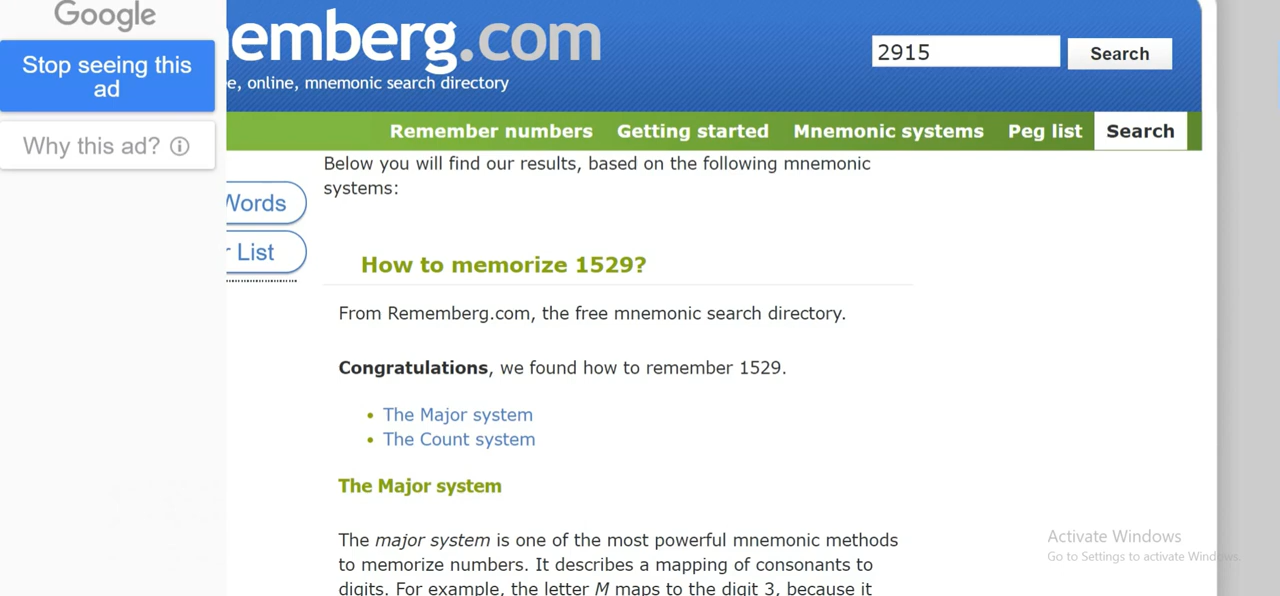 Google
Stop seeing this
ad
Why this ad?
emberg.com
e, online, mnemonic search directory
2915
Search
Remember numbers Getting started Mnemonic systems Peg list Search
Below you will find our results, based on the following mnemonic
systems:
Words
r List
How to memorize 1529?
From Rememberg.com, the free mnemonic search directory.
Congratulations, we found how to remember 1529.
• The Major system
• The Count system
The Major system
The major system is one of the most powerful mnemonic methods
to memorize numbers. It describes a mapping of consonants to
digits. For example, the letter M maps to the digit 3, because it
Activate Windows
Go to Settings to activate Windows.